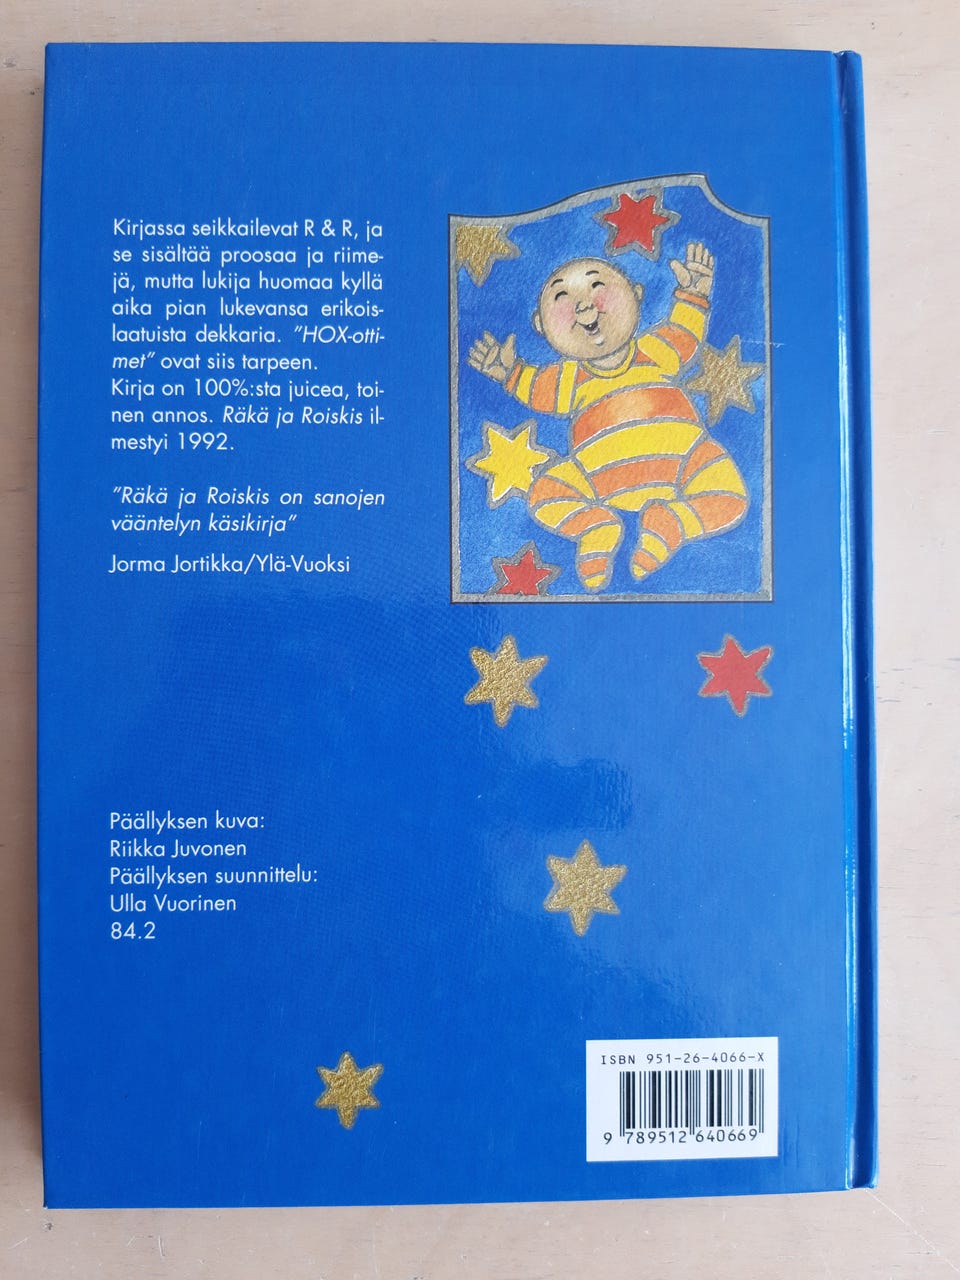 Kirjassa seikkailevat R & R, ja
se sisältää proosaa ja riime-
jä, mutta lukija huomaa kyllä
aika pian lukevansa erikois-
laatuista dekkaria. ”HOX-otti-
met” ovat siis tarpeen.
Kirja on 100%:sta juicea, toi-
nen annos. Räkä ja Roiskis il-
mestyi 1992.
”Räkä ja Roiskis on sanojen
vääntelyn käsikirja”
Jorma Jortikka/Ylä-Vuoksi
Päällyksen kuva:
Riikka Juvonen
Päällyksen suunnittelu:
Ulla Vuorinen
84.2
ISBN 951-26-4066-X
9 789512 640669